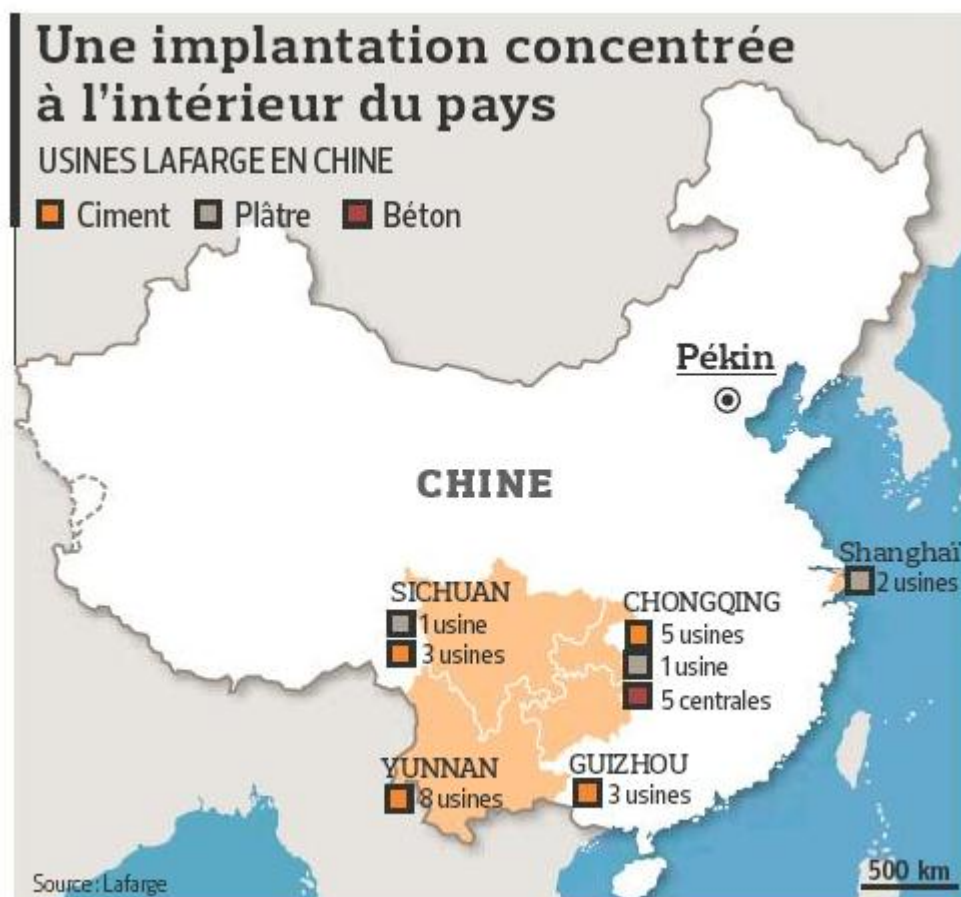 Une implantation concentrée
à l'intérieur du pays
USINES LAFARGE EN CHINE
Ciment Plâtre Béton
Pékin
CHINE
Shanghaï
2 usines
SICHUAN
1 usine
3 usines
CHONGQING
5 usines
1 usine
5 centrales
YUNNAN
8 usines
GUIZHOU
3 usines
500 km
Source: Lafarge